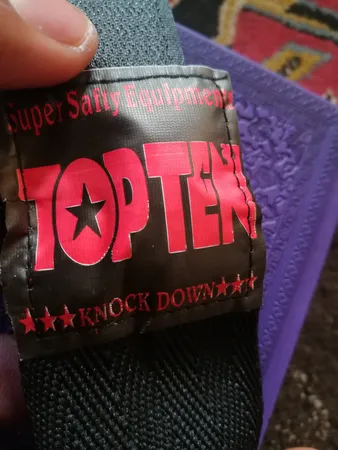 Super Safty Equipment
TOP TEN
★★★KNOCK DOWN★★★